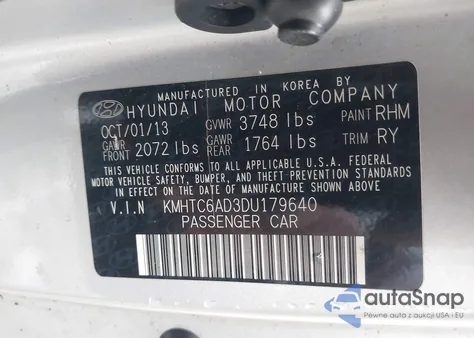 MANUFACTURED IN KOREA BY
HYUNDAI MOTOR COMPANY
OCT/01/13 GVWR 3748 lbs PAINT RHM
GAWR FRONT 2072 lbs GAWR REAR 1764 lbs TRIM RY
THIS VEHICLE CONFORMS TO ALL APPLICABLE U.S.A. FEDERAL
MOTOR VEHICLE SAFETY, BUMPER, AND THEFT-PREVENTION STANDARDS
IN EFFECT ON THE DATE OF MANUFACTURE SHOWN ABOVE.
V.I.N KMHTC6AD3DU179640
PASSENGER CAR
autoSnap
Pewne auto z aukcji USA i EU